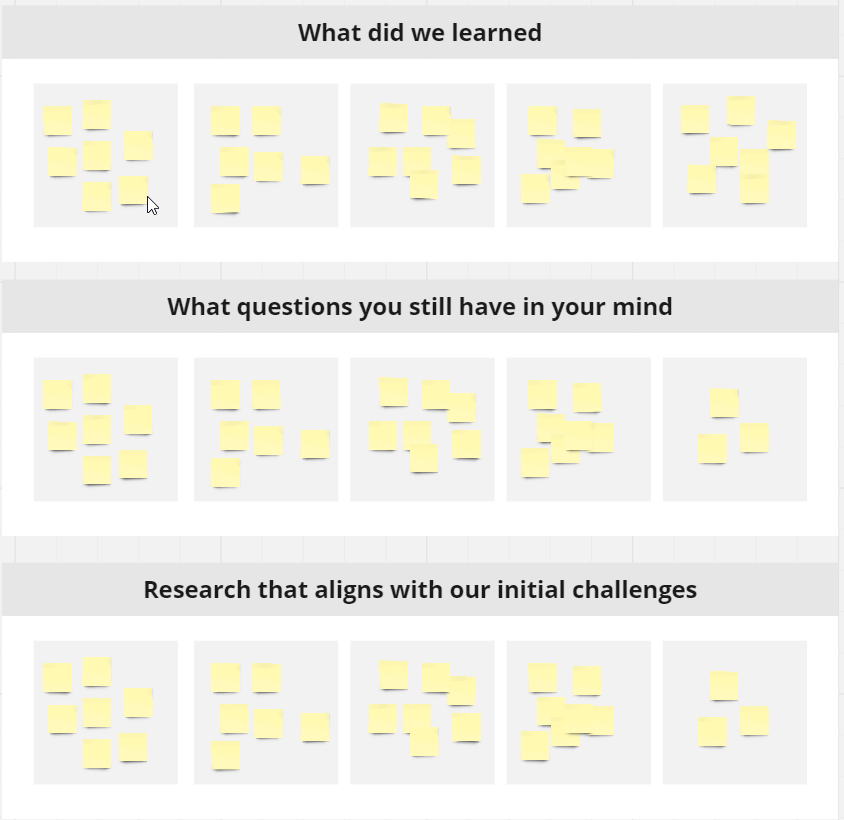 What did we learned
What questions you still have in your mind
Research that aligns with our initial challenges